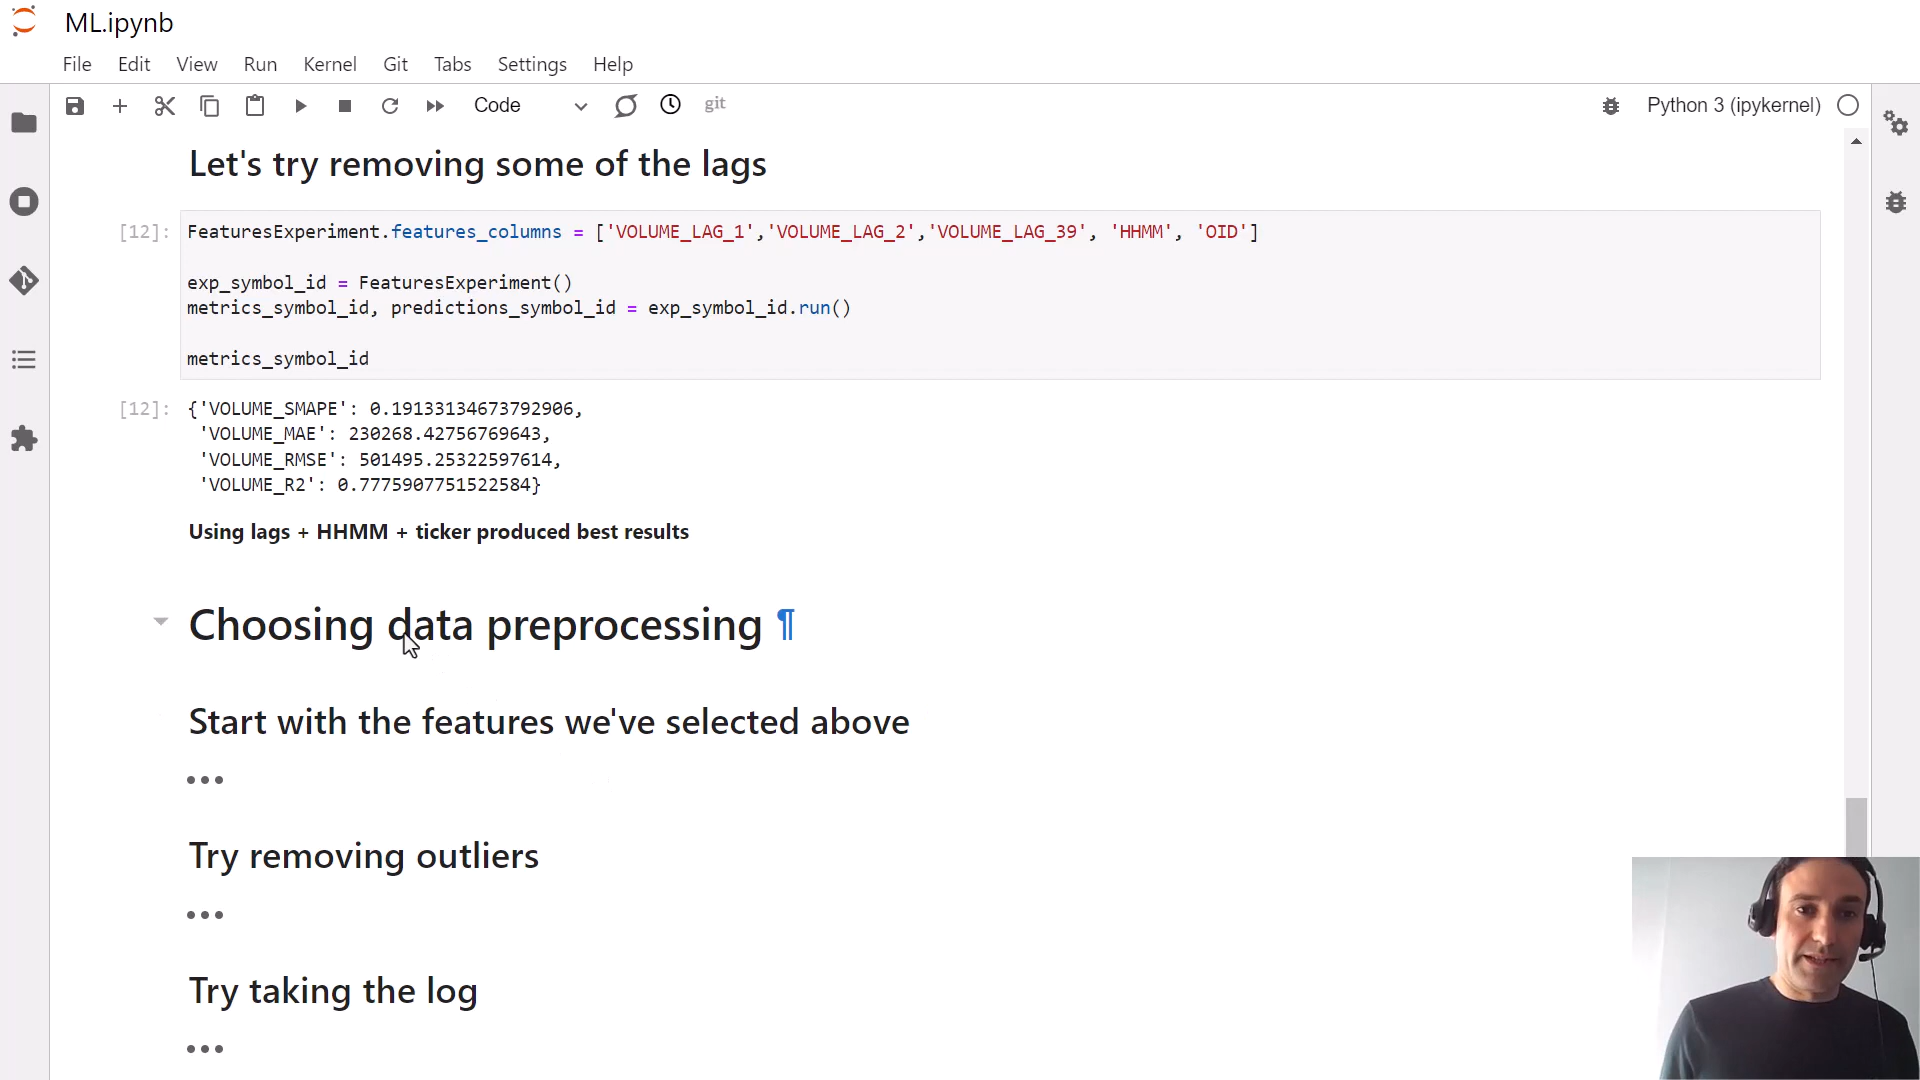 ML.ipynb
File Edit View Run Kernel Git Tabs Settings Help
Code git Python 3 (ipykernel)
Let's try removing some of the lags
[12]: FeaturesExperiment.features_columns = ['VOLUME_LAG_1','VOLUME_LAG_2','VOLUME_LAG_39', 'HHMM', 'OID']
exp_symbol_id = FeaturesExperiment()
metrics_symbol_id, predictions_symbol_id = exp_symbol_id.run()
metrics_symbol_id
[12]: {'VOLUME_SMAPE': 0.19133134673792906,
'VOLUME_MAE': 230268.42756769643,
'VOLUME_RMSE': 501495.25322597614,
'VOLUME_R2': 0.7775907751522584}
Using lags + HHMM + ticker produced best results
Choosing data preprocessing ¶
Start with the features we've selected above
•••
Try removing outliers
•••
Try taking the log
•••